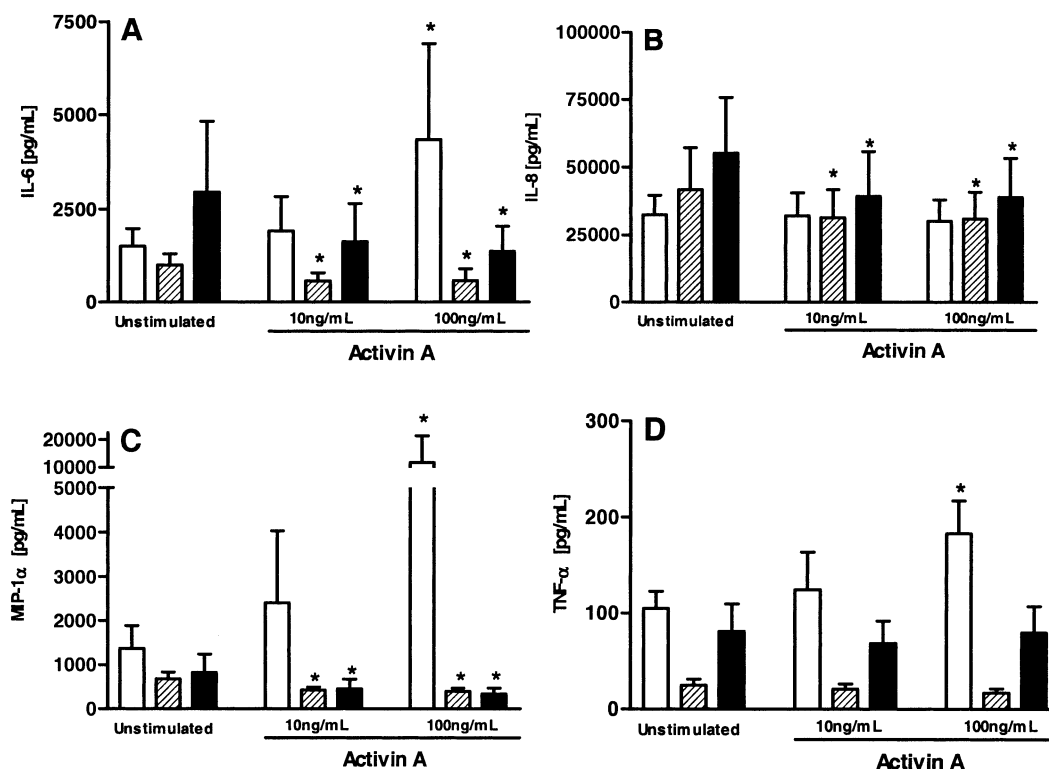 A
IL-6 [pg/mL]
7500
5000
2500
0
*
*
*
*
*
Unstimulated
10ng/mL
100ng/mL
Activin A
B
IL-8 [pg/mL]
100000
75000
50000
25000
0
*
*
*
*
Unstimulated
10ng/mL
100ng/mL
Activin A
C
MIP-1α [pg/mL]
20000
10000
5000
4000
3000
2000
1000
0
*
*
*
*
*
Unstimulated
10ng/mL
100ng/mL
Activin A
D
TNF-α [pg/mL]
300
200
100
0
*
Unstimulated
10ng/mL
100ng/mL
Activin A